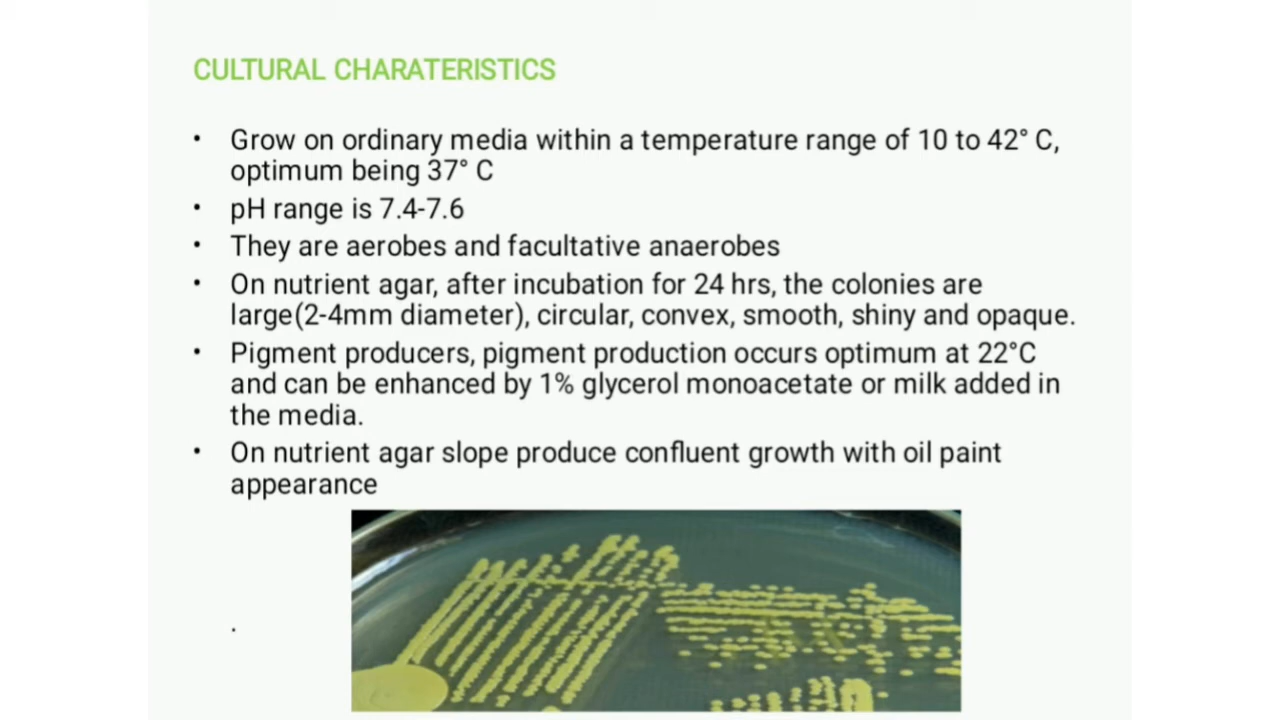 CULTURAL CHARATERISTICS
• Grow on ordinary media within a temperature range of 10 to 42° C,
optimum being 37° C
• pH range is 7.4-7.6
• They are aerobes and facultative anaerobes
• On nutrient agar, after incubation for 24 hrs, the colonies are
large(2-4mm diameter), circular, convex, smooth, shiny and opaque.
• Pigment producers, pigment production occurs optimum at 22°C
and can be enhanced by 1% glycerol monoacetate or milk added in
the media.
• On nutrient agar slope produce confluent growth with oil paint
appearance
.